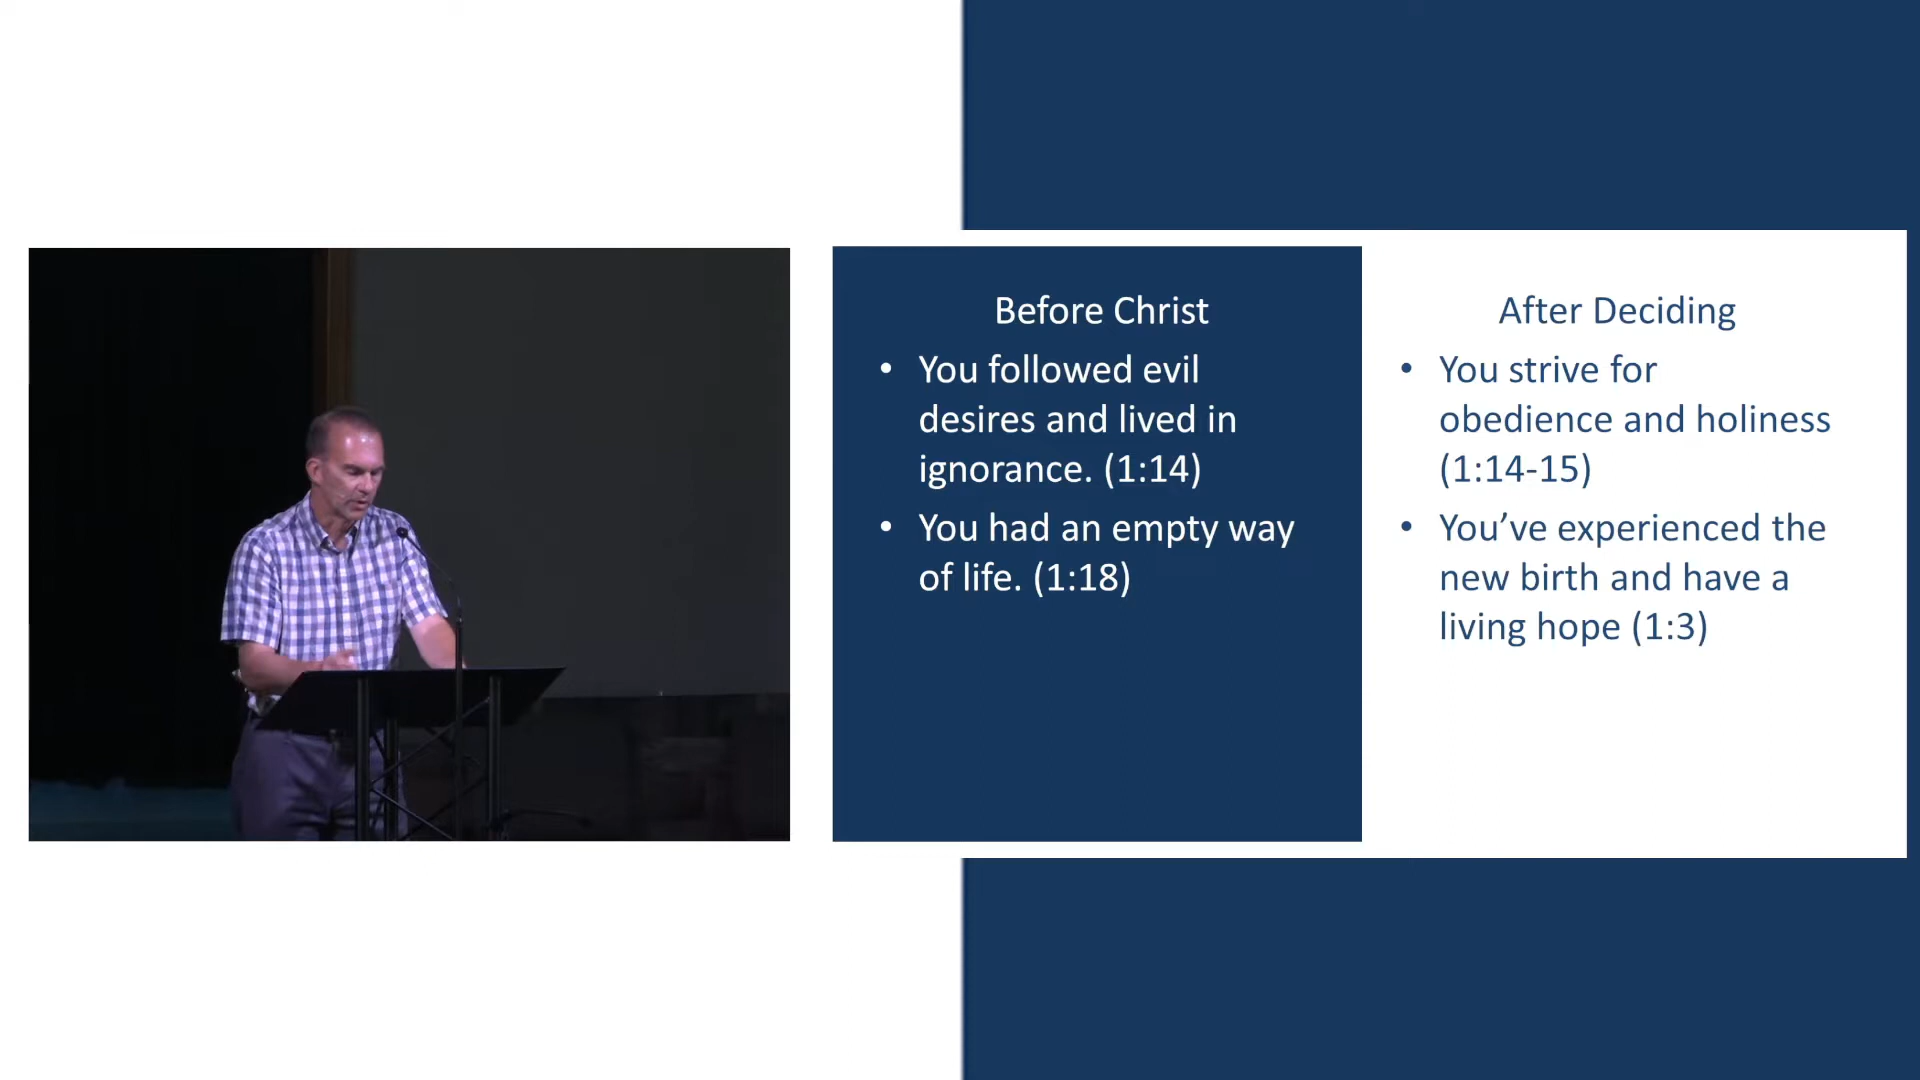 Before Christ
• You followed evil
desires and lived in
ignorance. (1:14)
• You had an empty way
of life. (1:18)
After Deciding
• You strive for
obedience and holiness
(1:14-15)
• You’ve experienced the
new birth and have a
living hope (1:3)